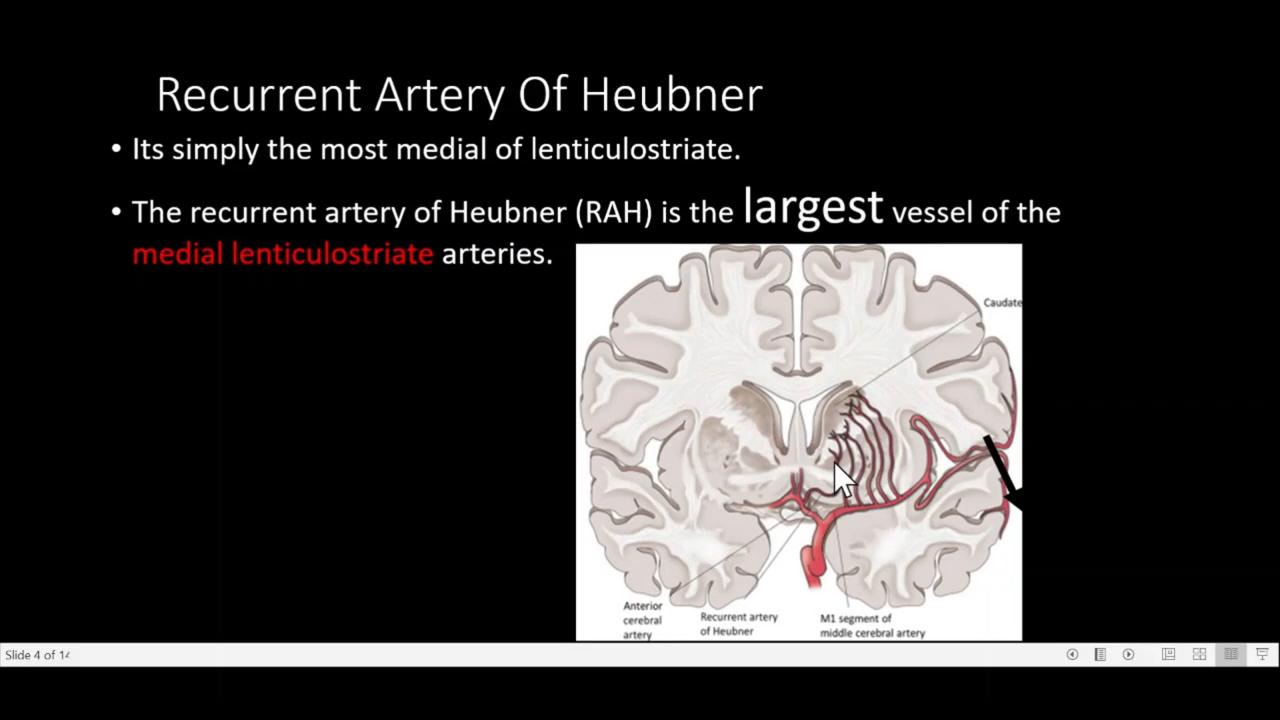 Recurrent Artery Of Heubner
• Its simply the most medial of lenticulostriate.
• The recurrent artery of Heubner (RAH) is the largest vessel of the
medial lenticulostriate arteries.
Caudate
Anterior
cerebral
artery
Recurrent artery
of Heubner
M1 segment of
middle cerebral artery
Slide 4 of 14